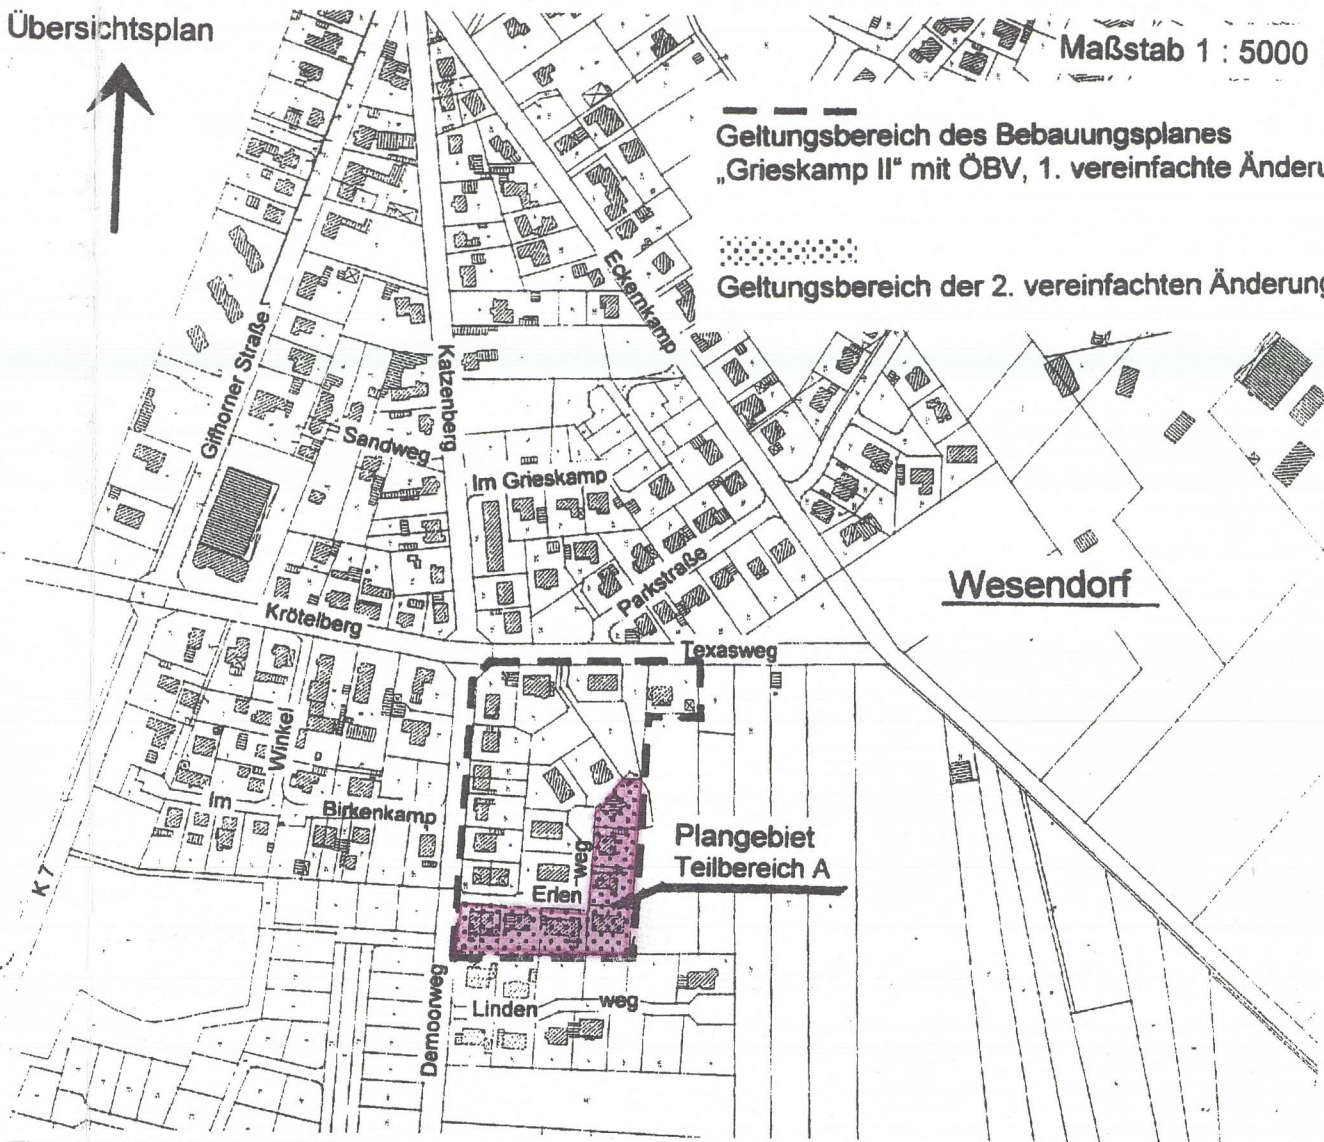 Übersichtsplan
Maßstab 1 : 5000
Geltungsbereich des Bebauungsplanes
„Grieskamp II“ mit ÖBV, 1. vereinfachte Änderu
Geltungsbereich der 2. vereinfachten Änderung
Eckernkamp
Gifhorner Straße
Katzenberg
Sandweg
Im Grieskamp
Parkstraße
Wesendorf
Krötelberg
Texasweg
Im
Winkel
Birkenkamp
K 7
Plangebiet
Teilbereich A
Erlen
weg
Demoorweg
Linden
weg